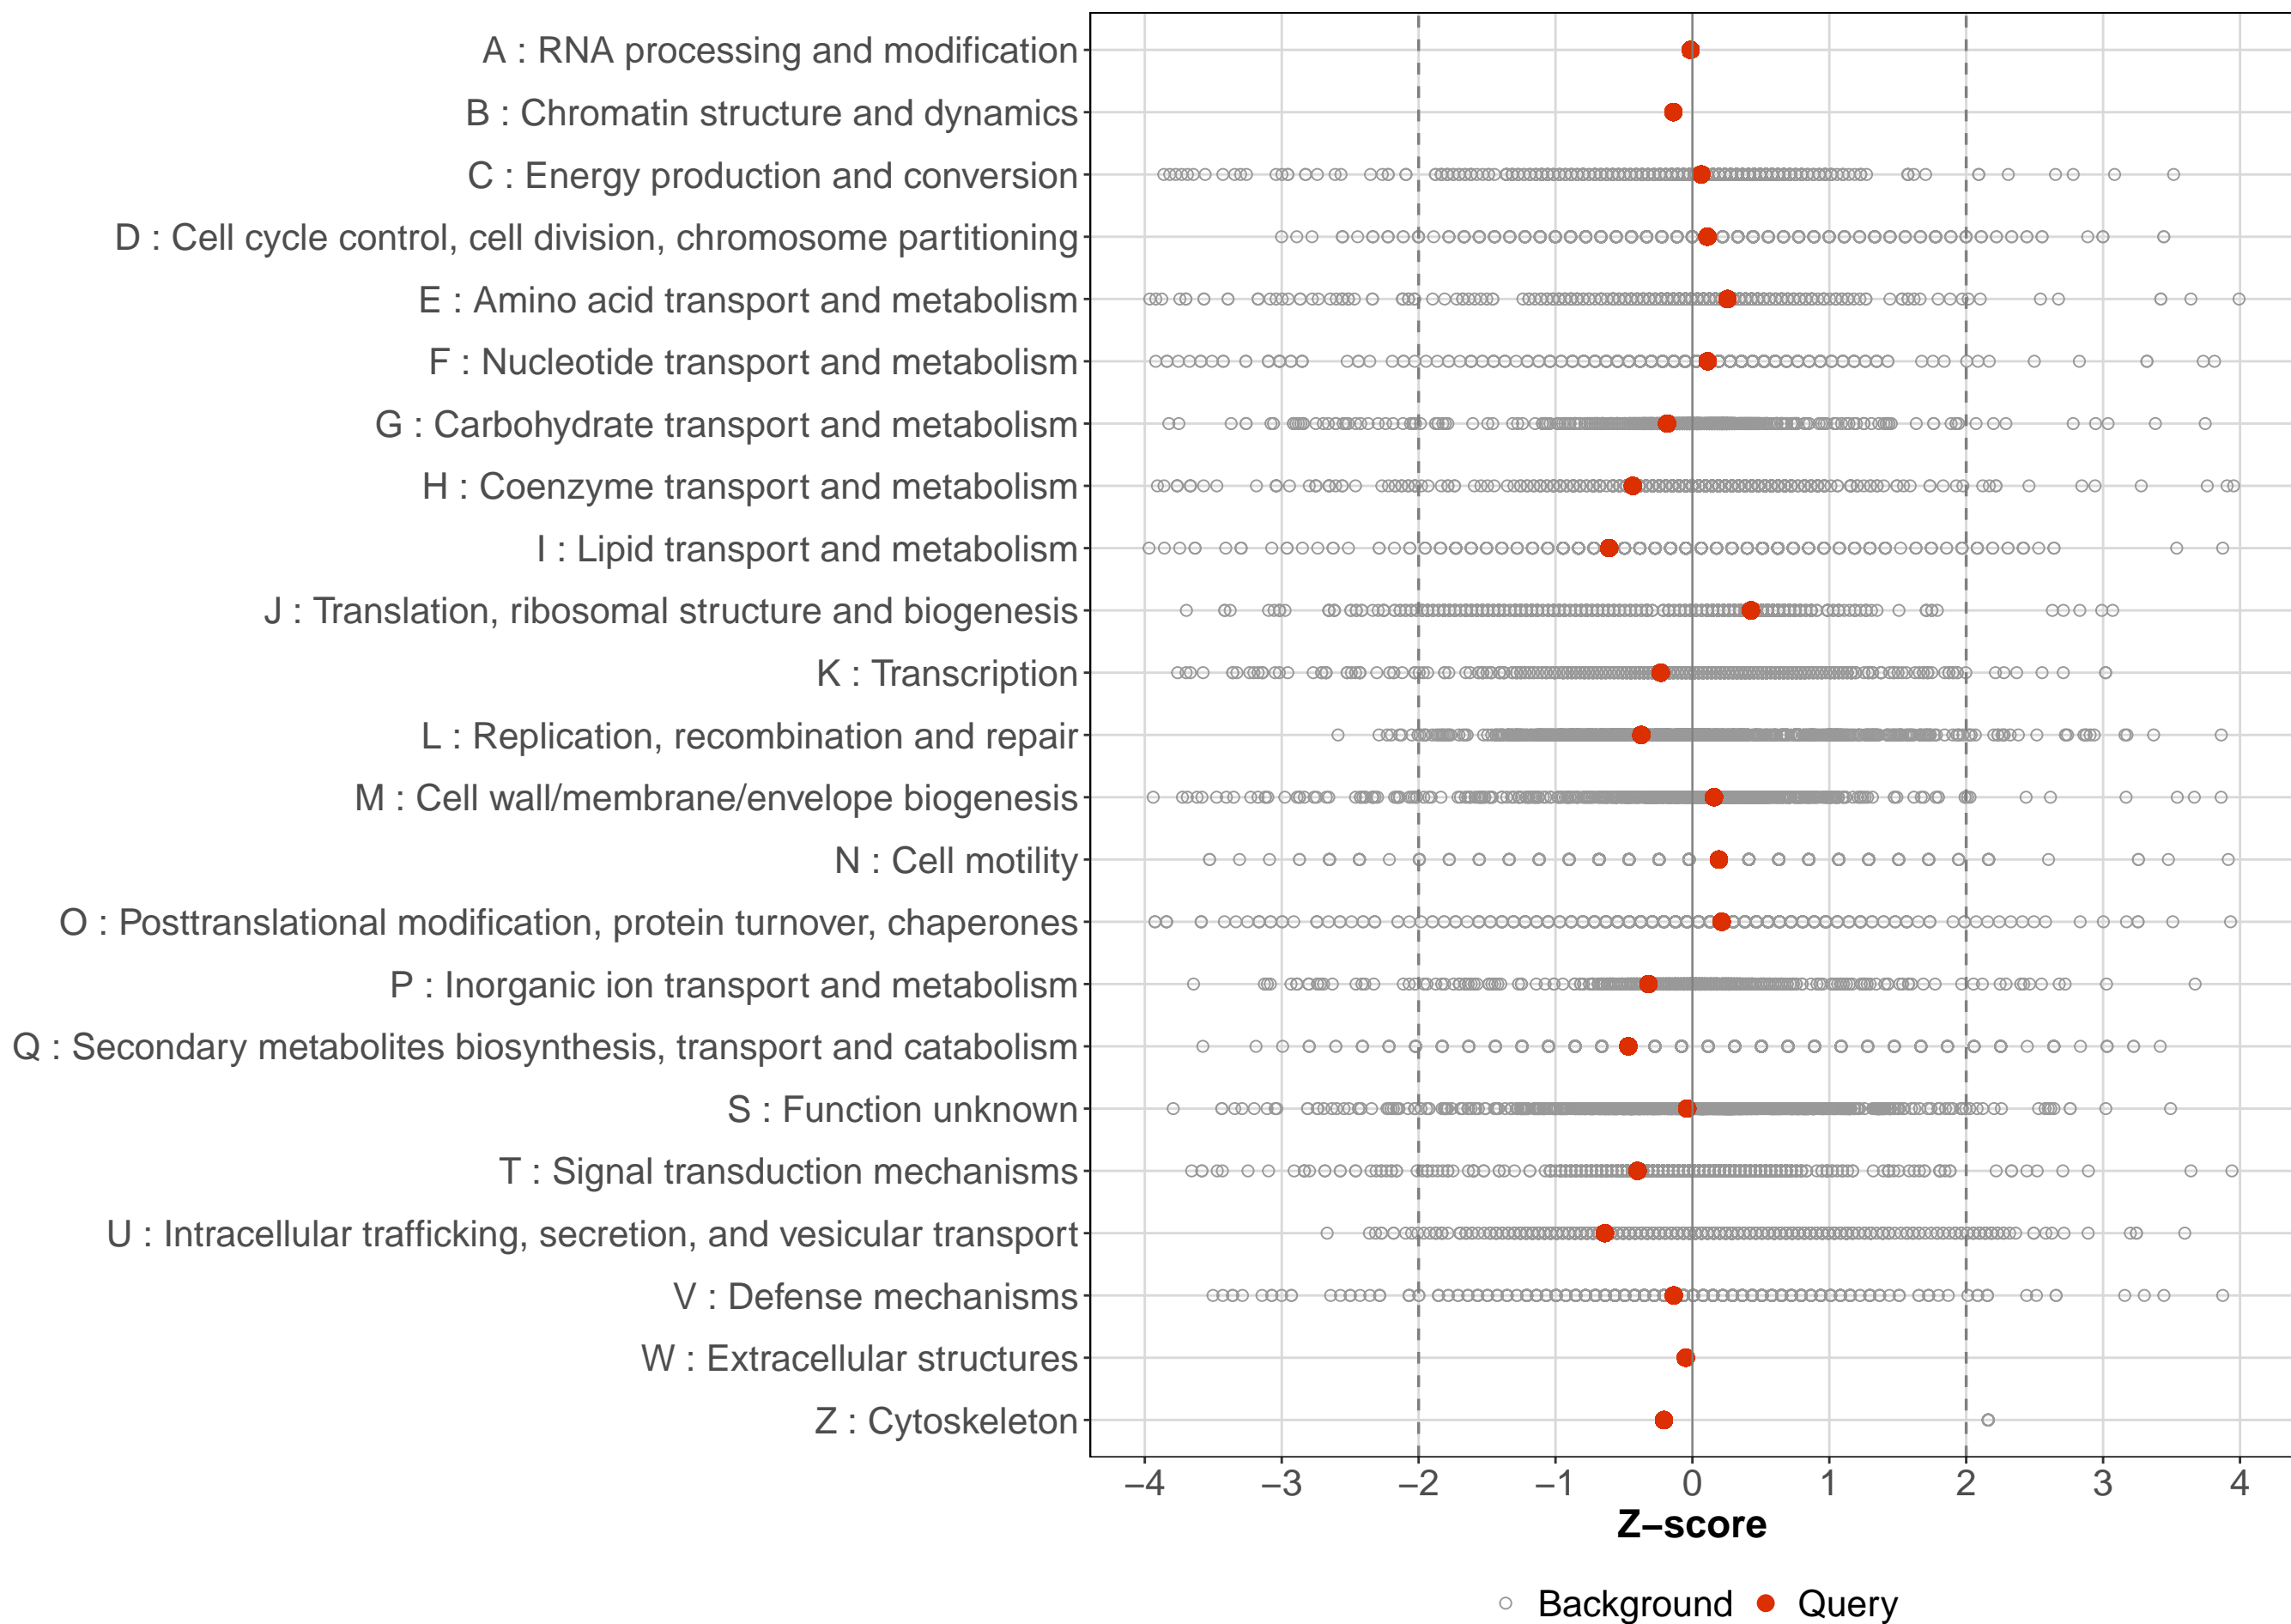 A : RNA processing and modification
B : Chromatin structure and dynamics
C : Energy production and conversion
D : Cell cycle control, cell division, chromosome partitioning
E : Amino acid transport and metabolism
F : Nucleotide transport and metabolism
G : Carbohydrate transport and metabolism
H : Coenzyme transport and metabolism
I : Lipid transport and metabolism
J : Translation, ribosomal structure and biogenesis
K : Transcription
L : Replication, recombination and repair
M : Cell wall/membrane/envelope biogenesis
N : Cell motility
O : Posttranslational modification, protein turnover, chaperones
P : Inorganic ion transport and metabolism
Q : Secondary metabolites biosynthesis, transport and catabolism
S : Function unknown
T : Signal transduction mechanisms
U : Intracellular trafficking, secretion, and vesicular transport
V : Defense mechanisms
W : Extracellular structures
Z : Cytoskeleton
−4 −3 −2 −1 0 1 2 3 4
Z−score
Background Query